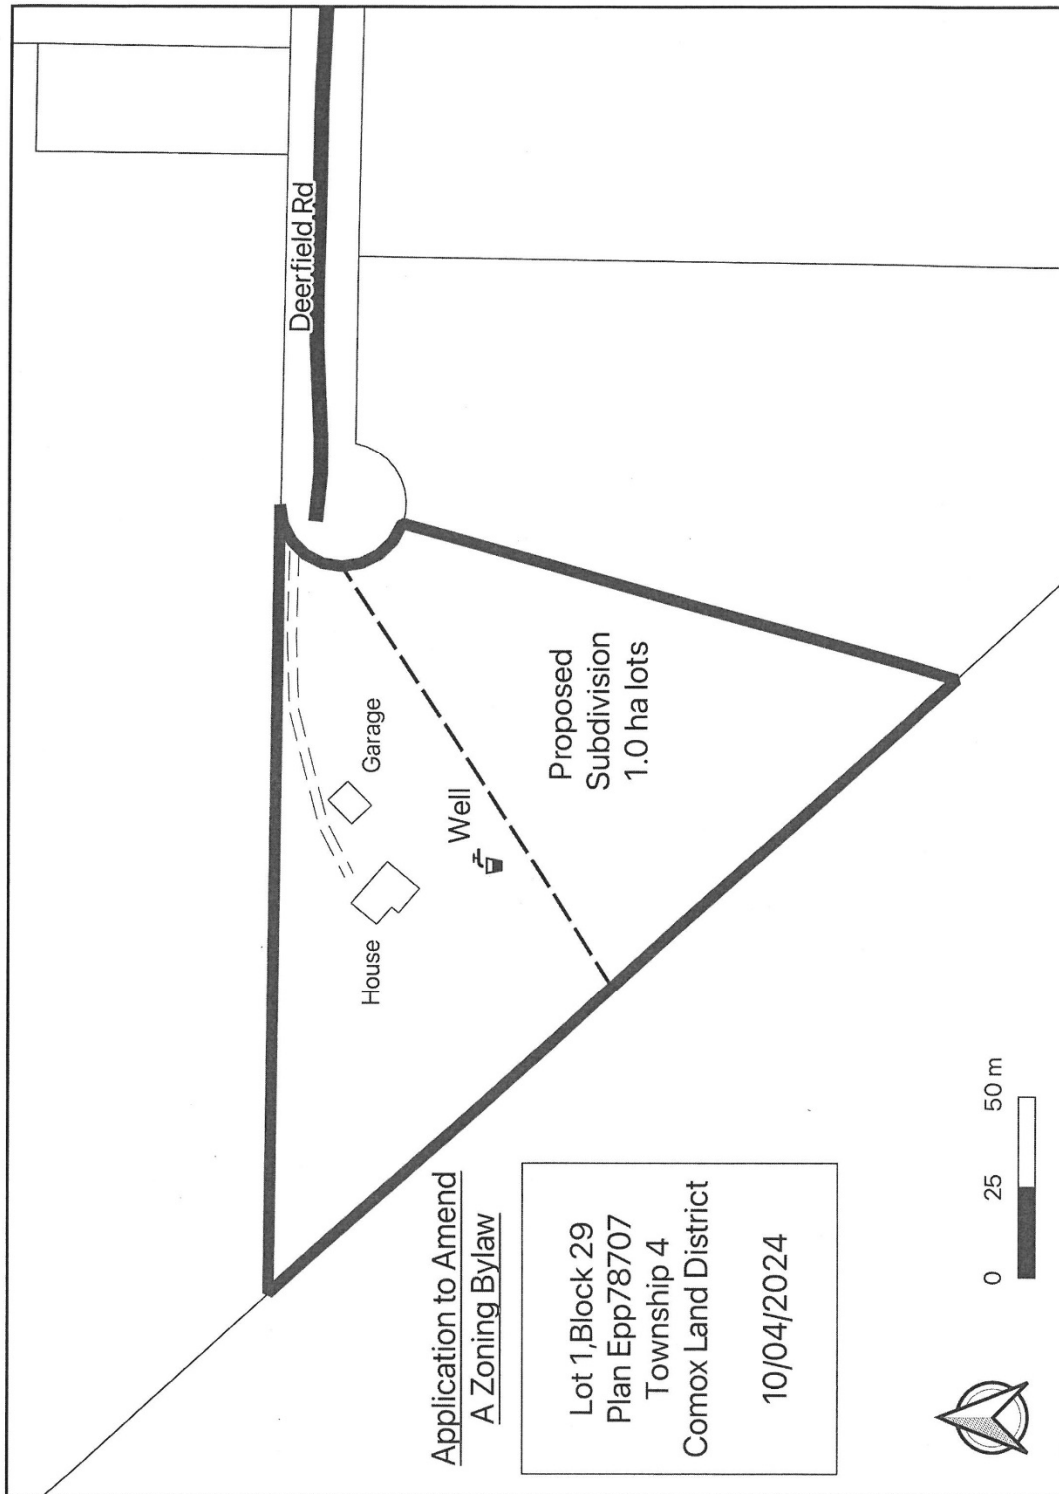 Deerfield Rd
Garage
Well
House
Proposed
Subdivision
1.0 ha lots
Application to Amend
A Zoning Bylaw
Lot 1,Block 29
Plan Epp78707
Township 4
Comox Land District
10/04/2024
0 25 50 m